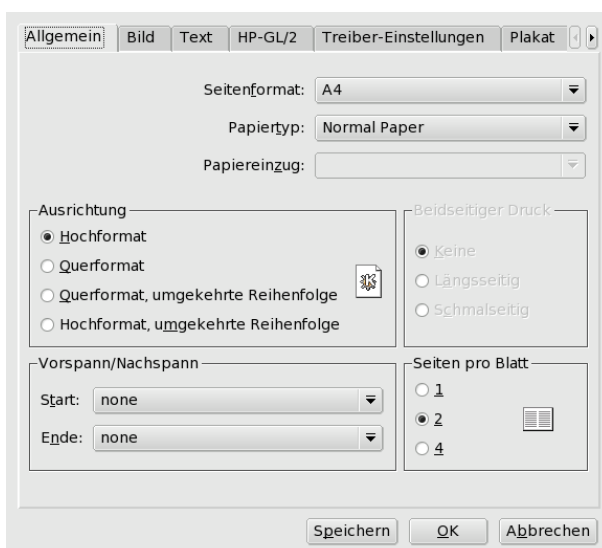 Allgemein Bild Text HP-GL/2 Treiber-Einstellungen Plakat
Seitenformat: A4
Papiertyp: Normal Paper
Papiereinzug:
Ausrichtung
Hochformat
Querformat
Querformat, umgekehrte Reihenfolge
Hochformat, umgekehrte Reihenfolge
Beidseitiger Druck
Keine
Längsseitig
Schmalseitig
Vorspann/Nachspann
Start: none
Ende: none
Seiten pro Blatt
1
2
4
Speichern OK Abbrechen